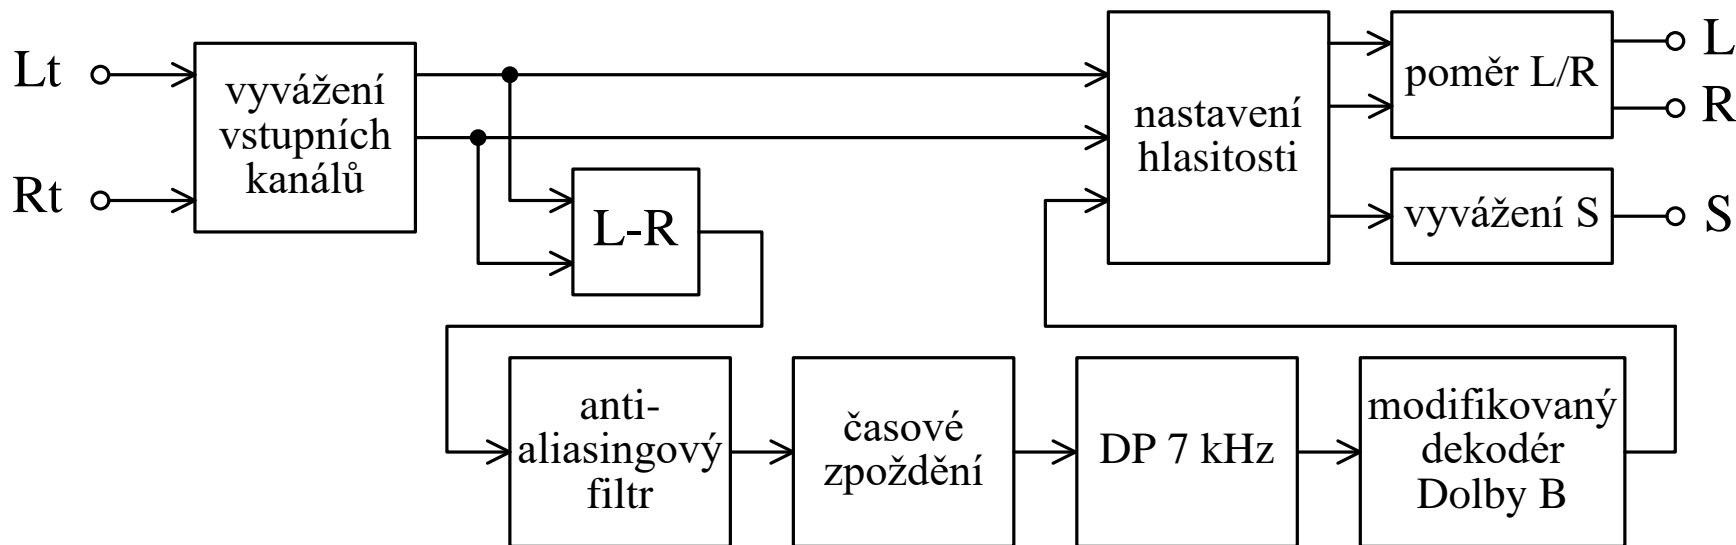 Lt
Rt
vyvážení
vstupních
kanálů
L-R
nastavení
hlasitosti
poměr L/R
vyvážení S
L
R
S
anti-
aliasingový
filtr
časové
zpoždění
DP 7 kHz
modifikovaný
dekodér
Dolby B